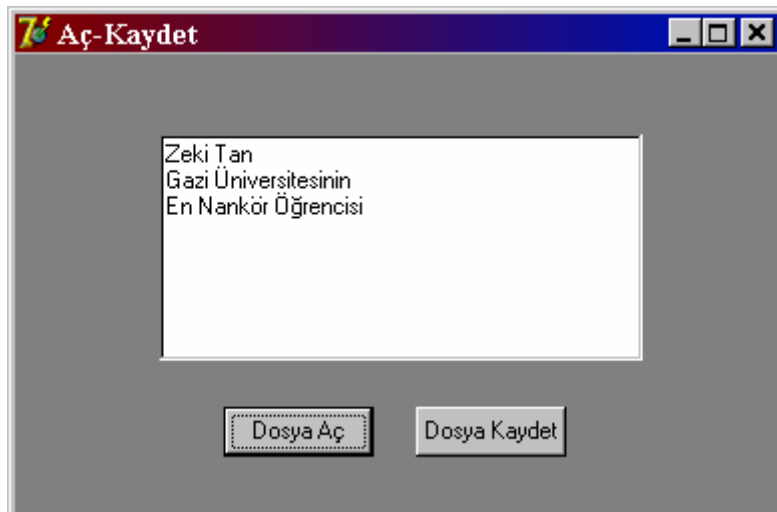 Aç-Kaydet
Zeki Tan
Gazi Üniversitesinin
En Nankör Öğrencisi
Dosya Aç
Dosya Kaydet